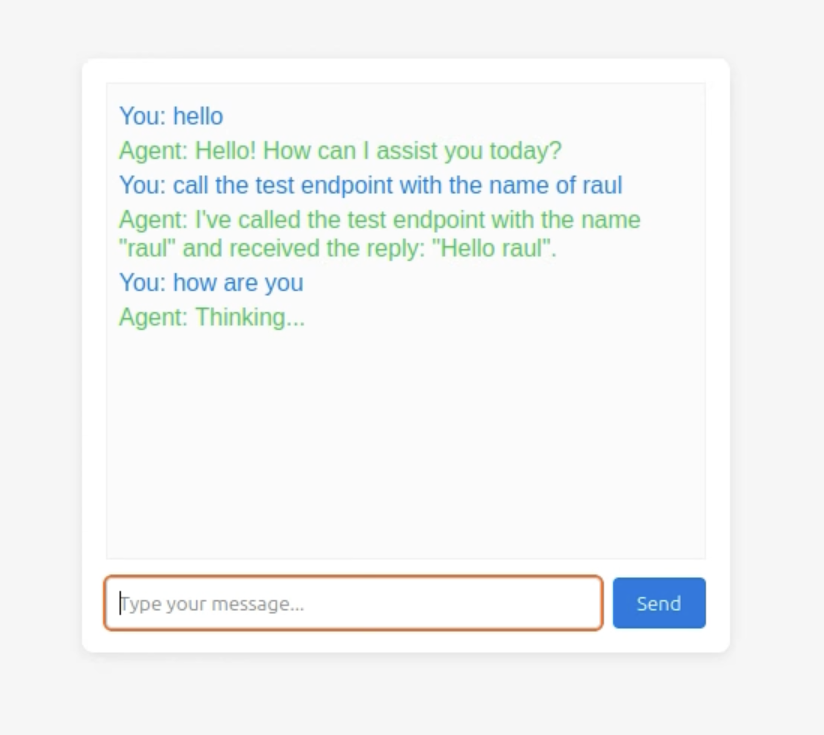 You: hello
Agent: Hello! How can I assist you today?
You: call the test endpoint with the name of raul
Agent: I've called the test endpoint with the name
"raul" and received the reply: "Hello raul".
You: how are you
Agent: Thinking...
Type your message...
Send